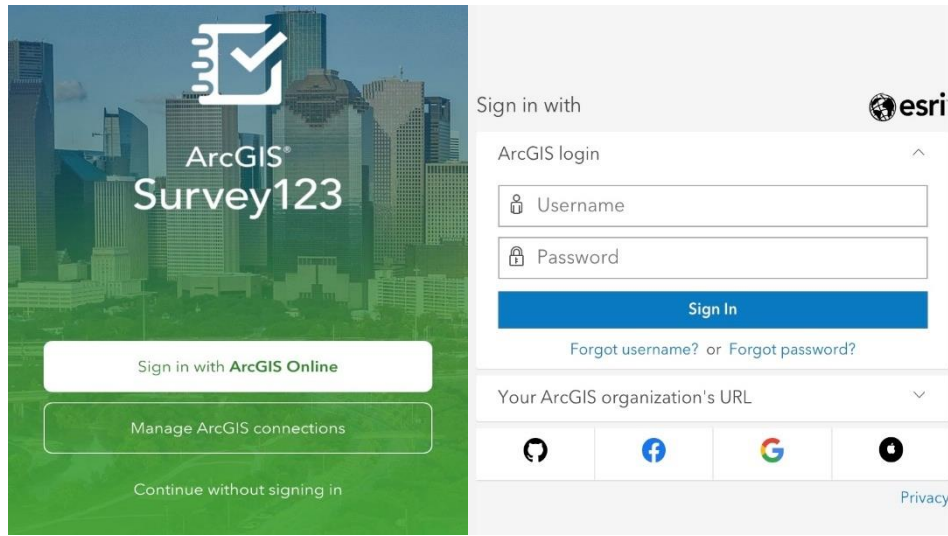 ArcGIS®
Survey123
Sign in with ArcGIS Online
Manage ArcGIS connections
Continue without signing in
Sign in with
esri
ArcGIS login
Username
Password
Sign In
Forgot username? or Forgot password?
Your ArcGIS organization's URL
Privacy